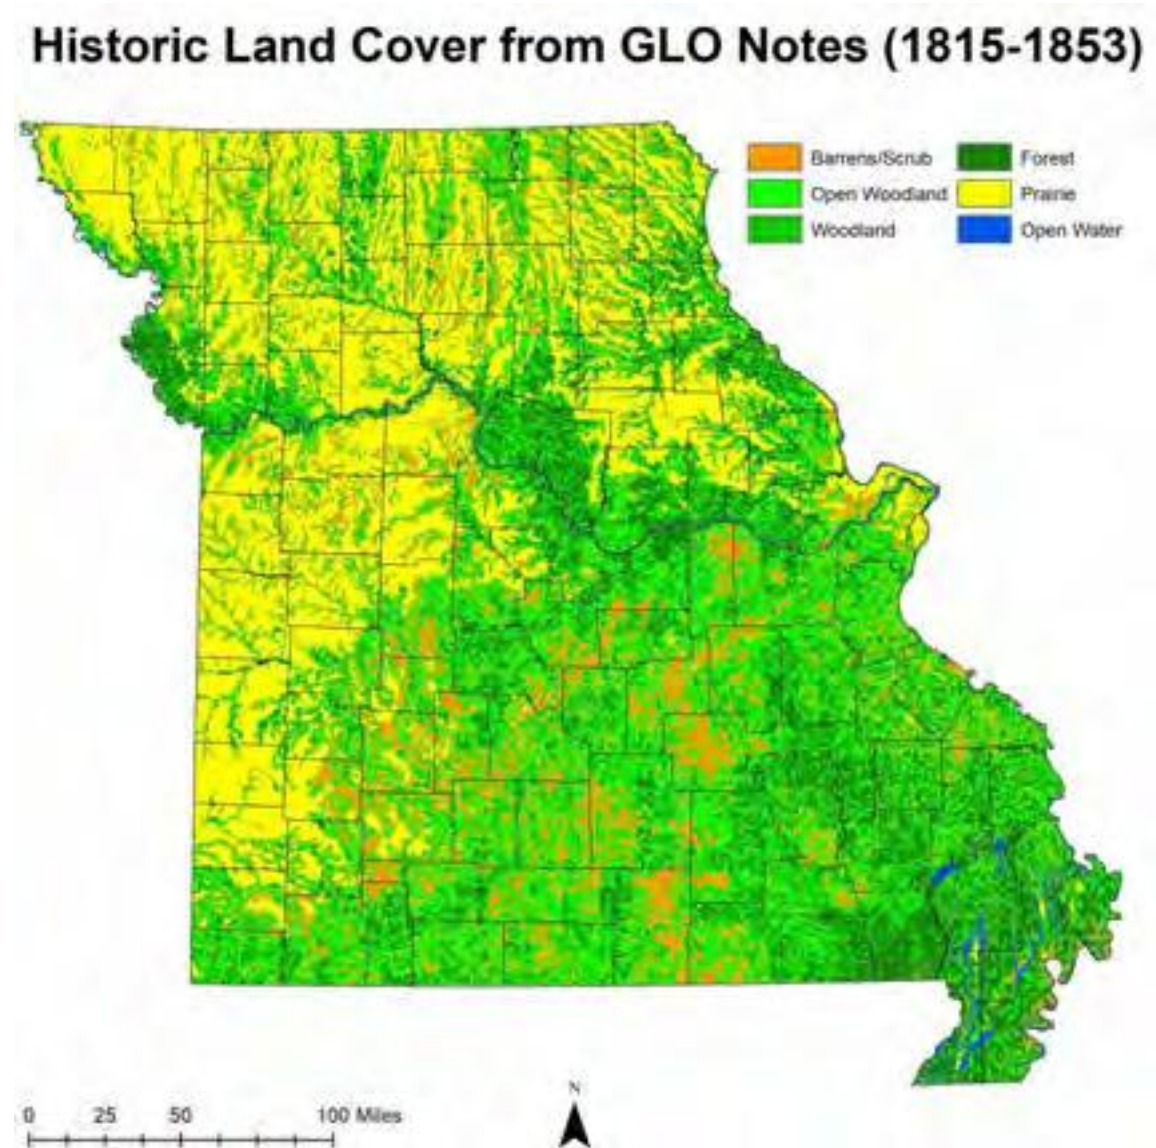 Historic Land Cover from GLO Notes (1815-1853)
Barrens/Scrub
Forest
Open Woodland
Prairie
Woodland
Open Water
N
0 25 50 100 Miles